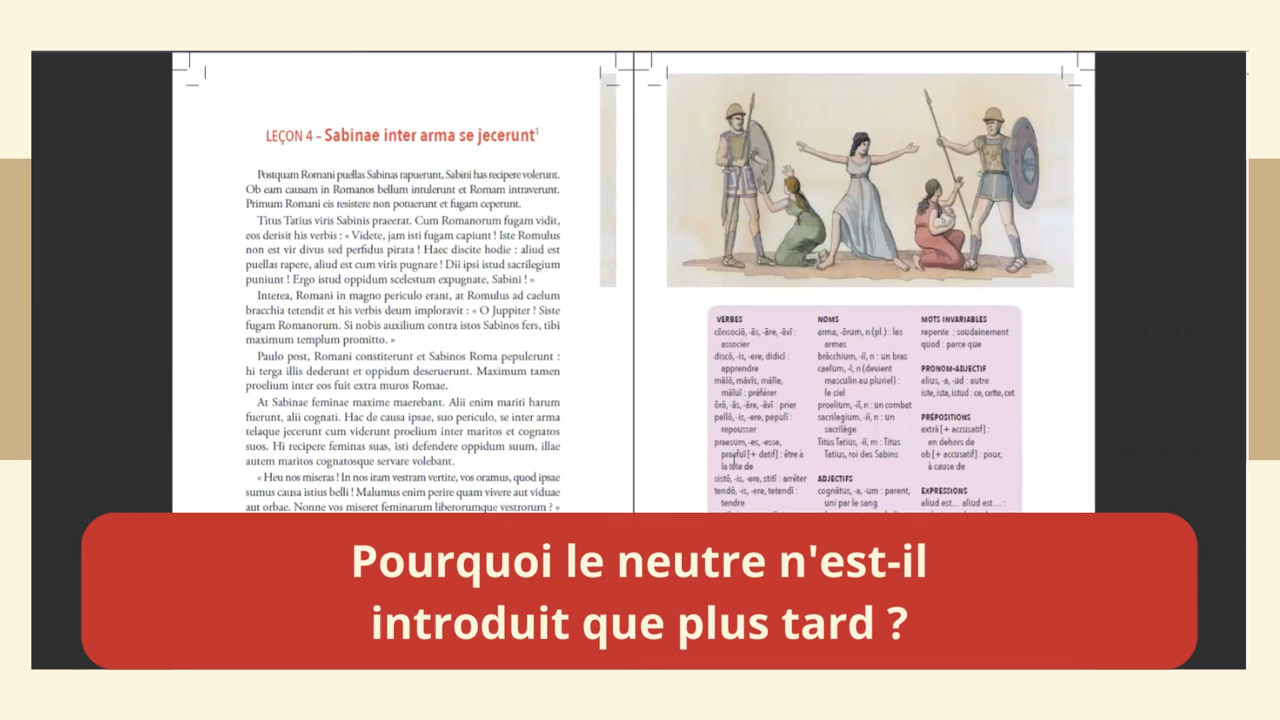 LEÇON 4 – Sabinae inter arma se jecerunt¹
Postquam Romani puellas Sabinas rapuerunt, Sabini has recipere volerunt.
Ob eam causam in Romanos bellum intulerunt et Romam intraverunt.
Primum Romani eis resistere non potuerunt et fugam ceperunt.
Titus Tatius viris Sabinis praeerat. Cum Romanorum fugam vidit,
eos derisit his verbis : « Videte, jam isti fugam capiunt ! Iste Romulus
non est vir divus sed perfidus pirata ! Haec discite hodie : aliud est
puellas rapere, aliud est cum viris pugnare ! Dii ipsi istud sacrilegium
puniunt ! Ergo istud oppidum scelestum expugnate, Sabini ! »
Interea, Romani in magno periculo erant, at Romulus ad caelum
bracchia tetendit et his verbis deum imploravit : « O Juppiter ! Siste
fugam Romanorum. Si nobis auxilium contra istos Sabinos fers, tibi
maximum templum promitto. »
Paulo post, Romani constiterunt et Sabinos Roma pepulerunt :
hi terga illis dederunt et oppidum deseruerunt. Maximum tamen
proelium inter eos fuit extra muros Romae.
At Sabinae feminae maxime maerebant. Alii enim mariti harum
fuerunt, alii cognati. Hac de causa ipsae, suo periculo, se inter arma
telaque jecerunt cum viderunt proelium inter maritos et cognatos
suos. Hi recipere feminas suas, isti defendere oppidum suum, illae
autem maritos cognatosque servare volebant.
« Heu nos miseras ! In nos iram vestram vertite, vos oramus, quod ipsae
sumus causa istius belli ! Malumus enim perire quam vivere aut viduae
aut orbae. Nonne vos miseret feminarum liberorumque vestrorum ? »
VERBES
cōnsociō, -ās, -āre, -āvī :
associer
discō, -is, -ere, didicī :
apprendre
mālō, māvīs, mālle,
māluī : préférer
ōrō, -ās, -āre, -āvī : prier
pellō, -is, -ere, pepulī :
repousser
praesum, -es, -esse,
praefuī [+ datif] : être à
la tête de
sistō, -is, -ere, stitī : arrêter
tendō, -is, -ere, tetendī :
tendre
NOMS
arma, -ōrum, n (pl.) : les
armes
brācchium, -iī, n : un bras
caelum, -ī, n (devient
masculin au pluriel) :
le ciel
proelium, -iī, n : un combat
sacrilegium, -iī, n : un
sacrilège
Titus Tatius, -iī, m : Titus
Tatius, roi des Sabins
ADJECTIFS
cognātus, -a, -um : parent,
uni par le sang
MOTS INVARIABLES
repente : soudainement
quod : parce que
PRONOM-ADJECTIF
alius, -a, -ud : autre
iste, ista, istud : ce, cette, cet
PRÉPOSITIONS
extrā [+ accusatif] :
en dehors de
ob [+ accusatif] : pour,
à cause de
EXPRESSIONS
aliud est... aliud est... :
Pourquoi le neutre n'est-il
introduit que plus tard ?